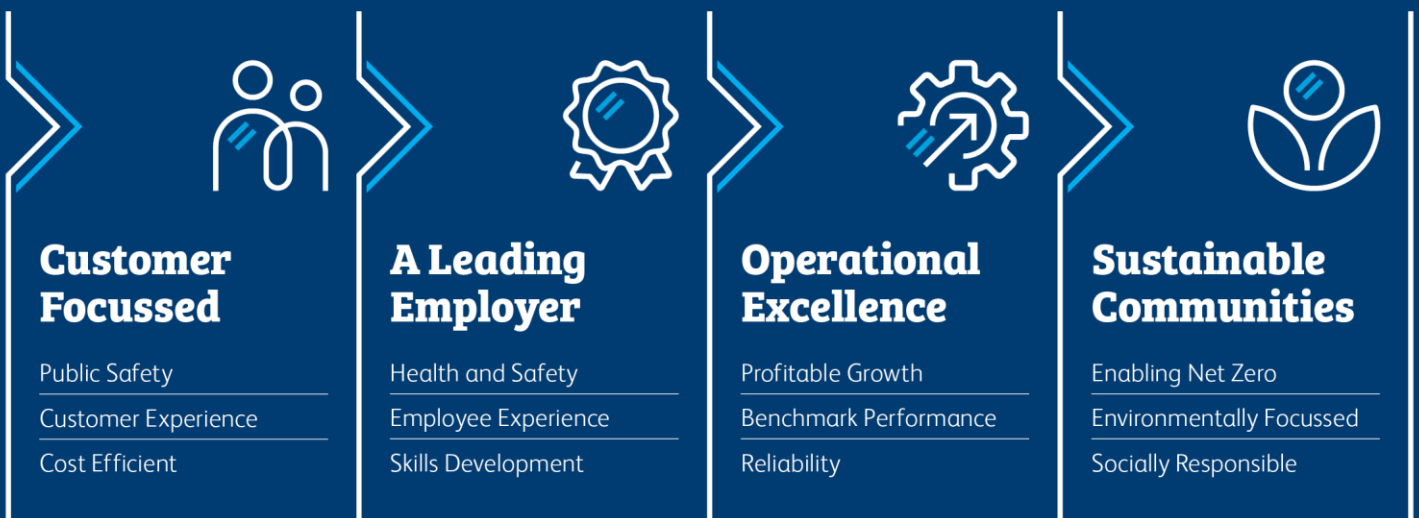 Customer
Focussed
Public Safety
Customer Experience
Cost Efficient
A Leading
Employer
Health and Safety
Employee Experience
Skills Development
Operational
Excellence
Profitable Growth
Benchmark Performance
Reliability
Sustainable
Communities
Enabling Net Zero
Environmentally Focussed
Socially Responsible